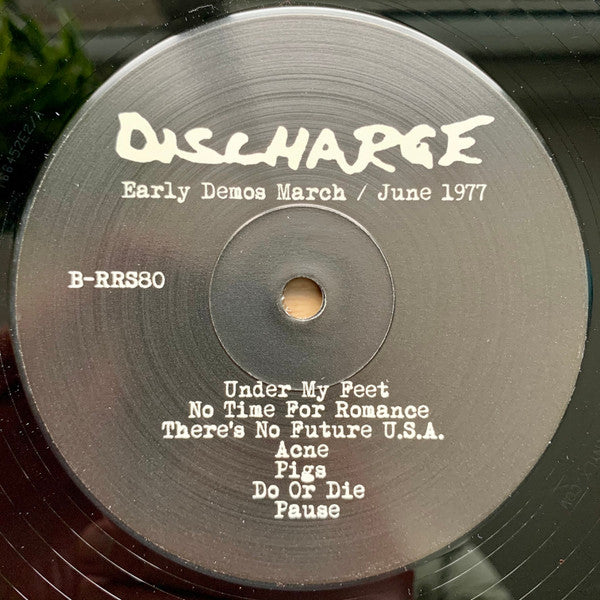 DISCHARGE
Early Demos March / June 1977
B-RRS80
Under My Feet
No Time For Romance
There's No Future U.S.A.
Acne
Pigs
Do Or Die
Pause